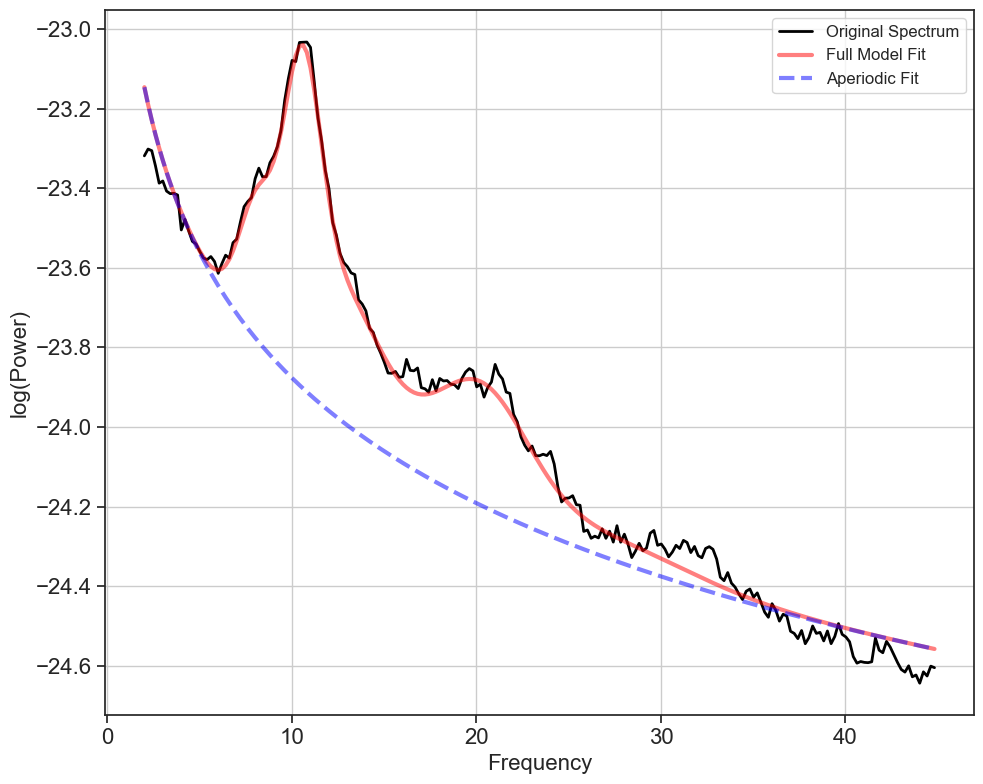 Original Spectrum
Full Model Fit
Aperiodic Fit
−23.0
−23.2
−23.4
−23.6
−23.8
−24.0
−24.2
−24.4
−24.6
log(Power)
0 10 20 30 40
Frequency